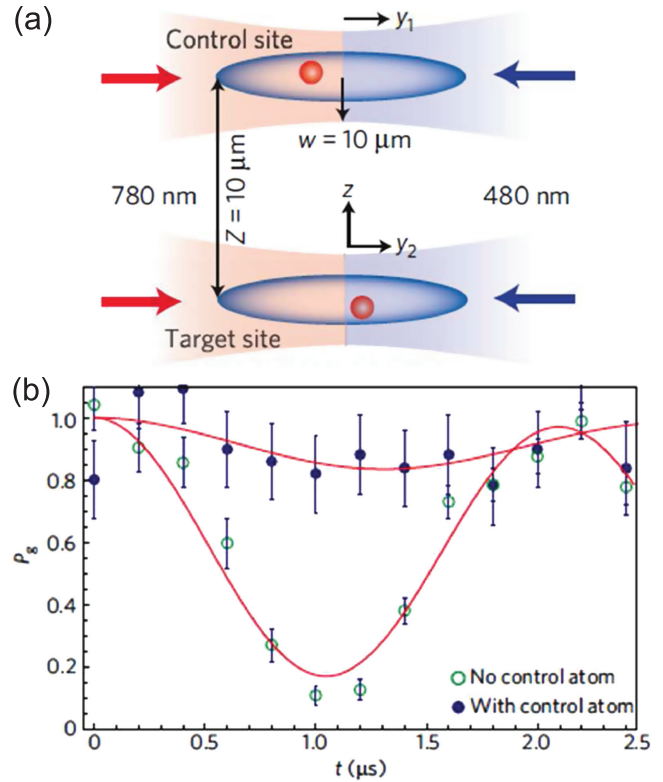 (a)
Control site
y₁
w = 10 μm
Z = 10 μm
780 nm
480 nm
z
y₂
Target site
(b)
1.0
0.8
0.6
0.4
0.2
0
Pg
0
0.5
1.0
1.5
2.0
2.5
t (μs)
No control atom
With control atom